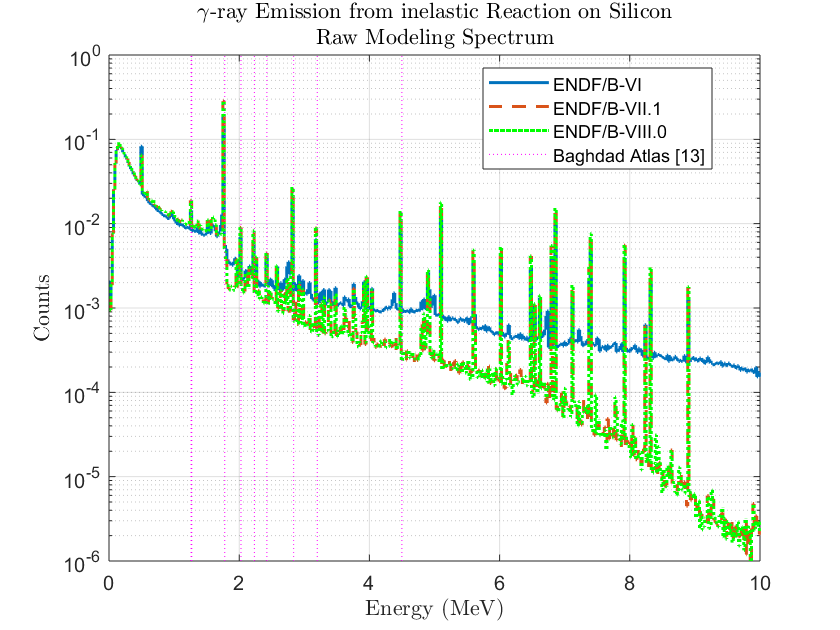 γ-ray Emission from inelastic Reaction on Silicon
Raw Modeling Spectrum
ENDF/B-VI
ENDF/B-VII.1
ENDF/B-VIII.0
Baghdad Atlas [13]
Counts
10^0
10^-1
10^-2
10^-3
10^-4
10^-5
10^-6
0 2 4 6 8 10
Energy (MeV)